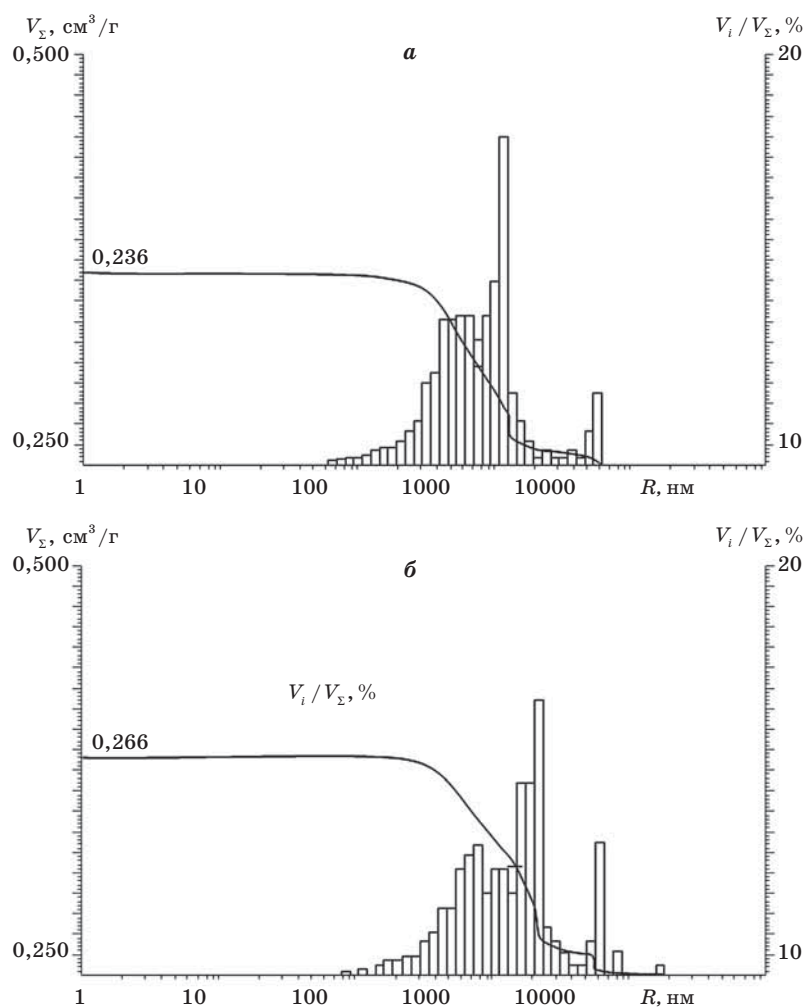 V_Σ, см³/г V_i / V_Σ, %
0,500 а 20
0,236
0,250 10
1 10 100 1000 10000 R, нм
V_Σ, см³/г V_i / V_Σ, %
0,500 б 20
V_i / V_Σ, %
0,266
0,250 10
1 10 100 1000 10000 R, нм